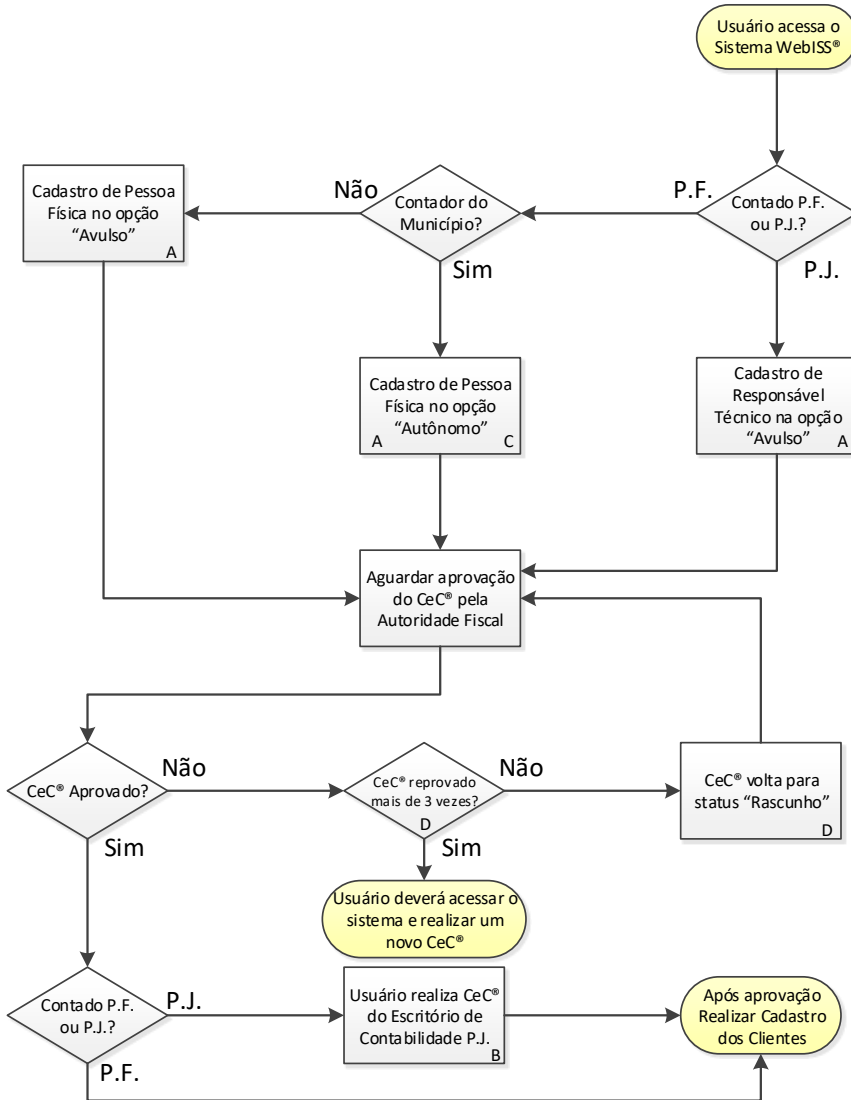 Usuário acessa o
Sistema WebISS®
Cadastro de Pessoa
Física no opção
“Avulso”
A
Não
Contador do
Município?
Sim
P.F.
Contado P.F.
ou P.J.?
P.J.
Cadastro de Pessoa
Física no opção
“Autônomo”
A
C
Cadastro de
Responsável
Técnico na opção
“Avulso”
A
Aguardar aprovação
do CeC® pela
Autoridade Fiscal
CeC® Aprovado?
Não
Sim
CeC® reprovado
mais de 3 vezes?
D
Não
Sim
CeC® volta para
status “Rascunho”
D
Usuário deverá acessar o
sistema e realizar um
novo CeC®
Contado P.F.
ou P.J.?
P.J.
P.F.
Usuário realiza CeC®
do Escritório de
Contabilidade P.J.
B
Após aprovação
Realizar Cadastro
dos Clientes